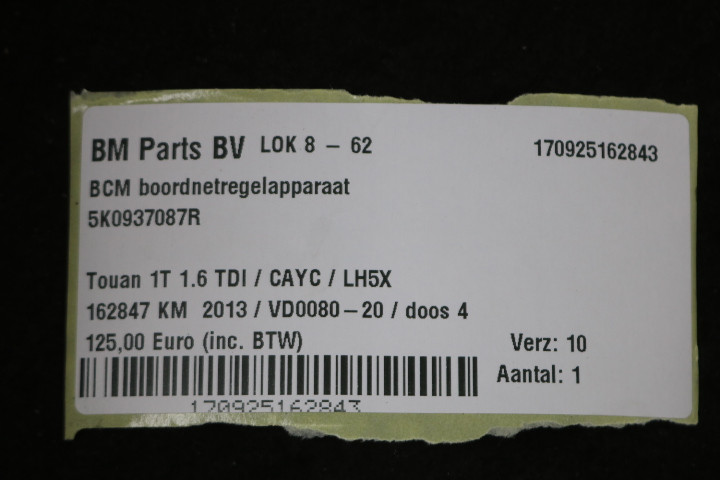 BM Parts BV LOK 8 - 62 170925162843
BCM boordnetregelapparaat
5K0937087R
Touan 1T 1.6 TDI / CAYC / LH5X
162847 KM 2013 / VD0080-20 / doos 4
125,00 Euro (inc. BTW) Verz: 10
Aantal: 1
170925162843